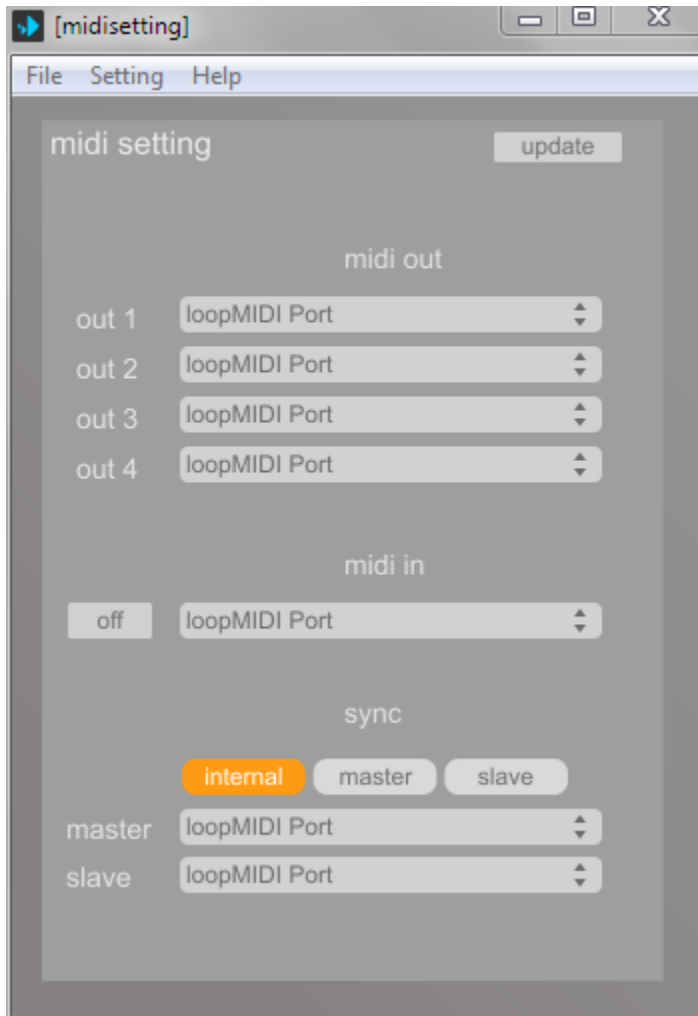 [midisetting]
File Setting Help
midi setting update
midi out
out 1 loopMIDI Port
out 2 loopMIDI Port
out 3 loopMIDI Port
out 4 loopMIDI Port
midi in
off loopMIDI Port
sync
internal master slave
master loopMIDI Port
slave loopMIDI Port